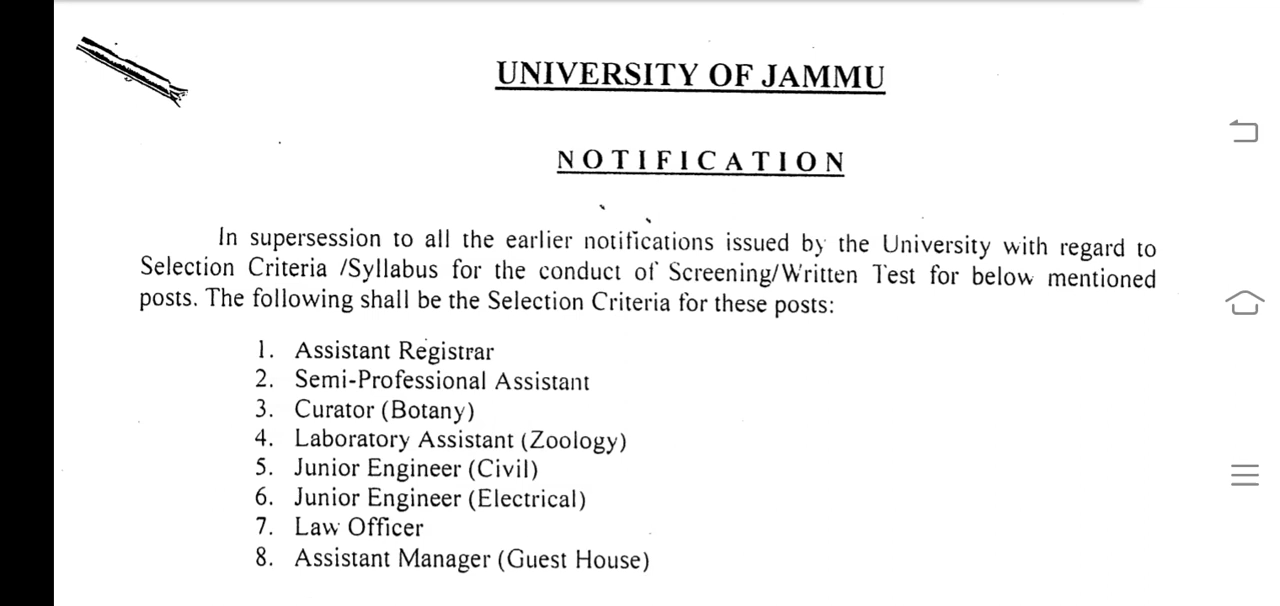 UNIVERSITY OF JAMMU
NOTIFICATION
In supersession to all the earlier notifications issued by the University with regard to
Selection Criteria /Syllabus for the conduct of Screening/Written Test for below mentioned
posts. The following shall be the Selection Criteria for these posts:
1. Assistant Registrar
2. Semi-Professional Assistant
3. Curator (Botany)
4. Laboratory Assistant (Zoology)
5. Junior Engineer (Civil)
6. Junior Engineer (Electrical)
7. Law Officer
8. Assistant Manager (Guest House)